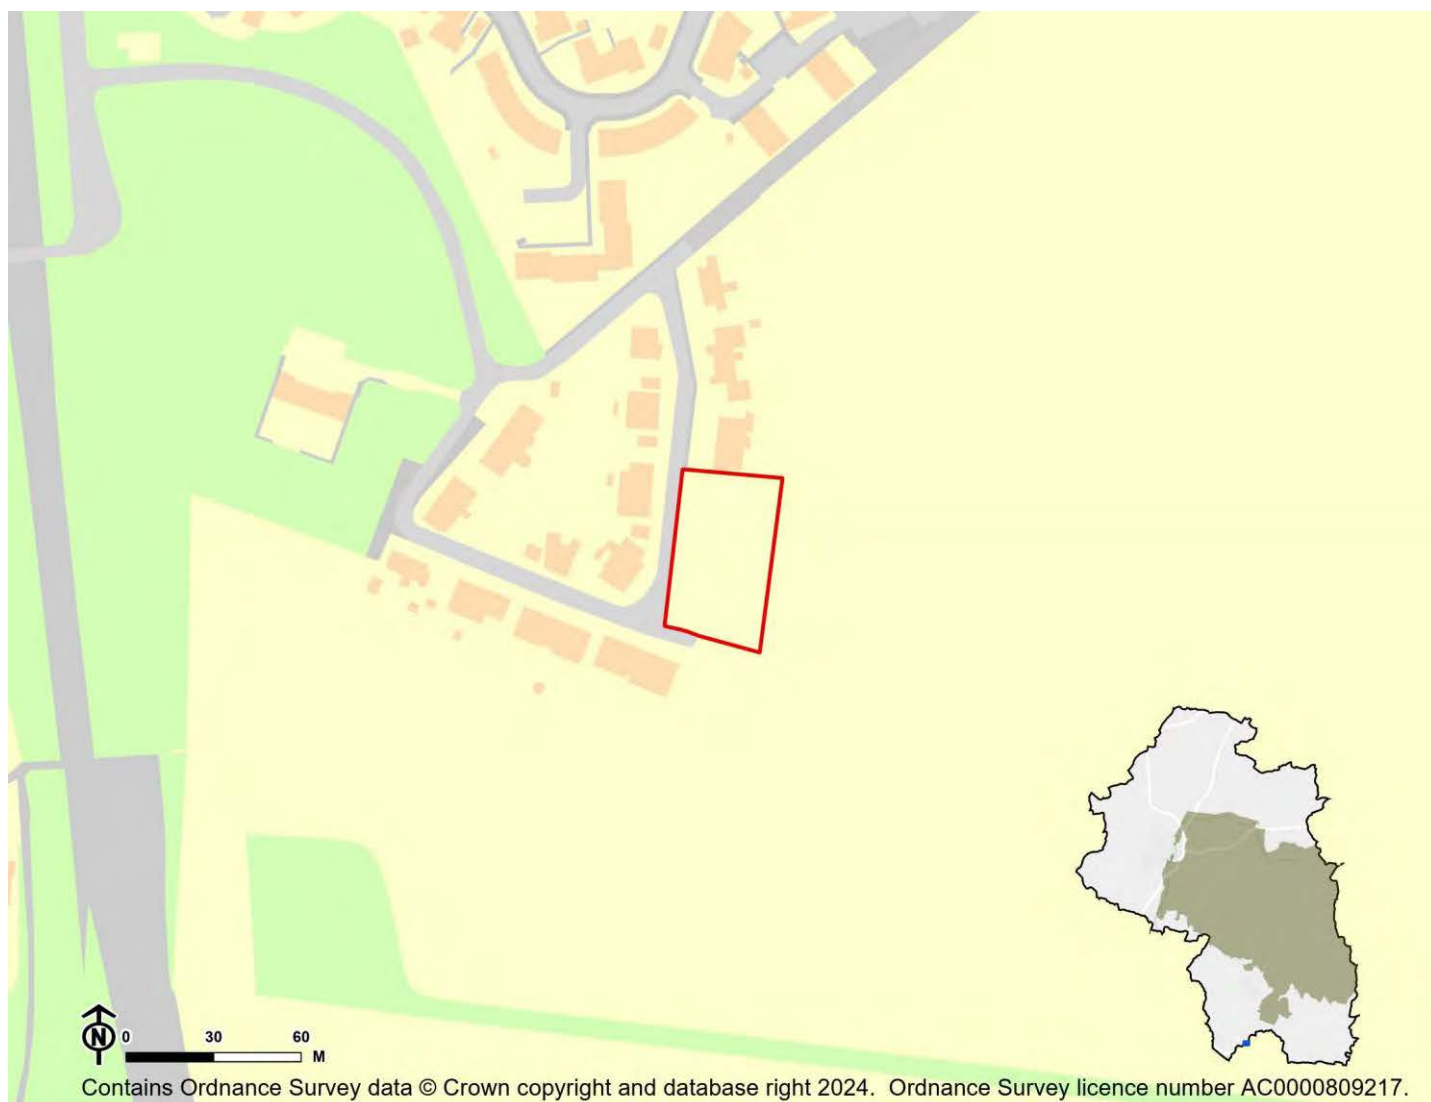 N 0 30 60
M
Contains Ordnance Survey data © Crown copyright and database right 2024. Ordnance Survey licence number AC0000809217.